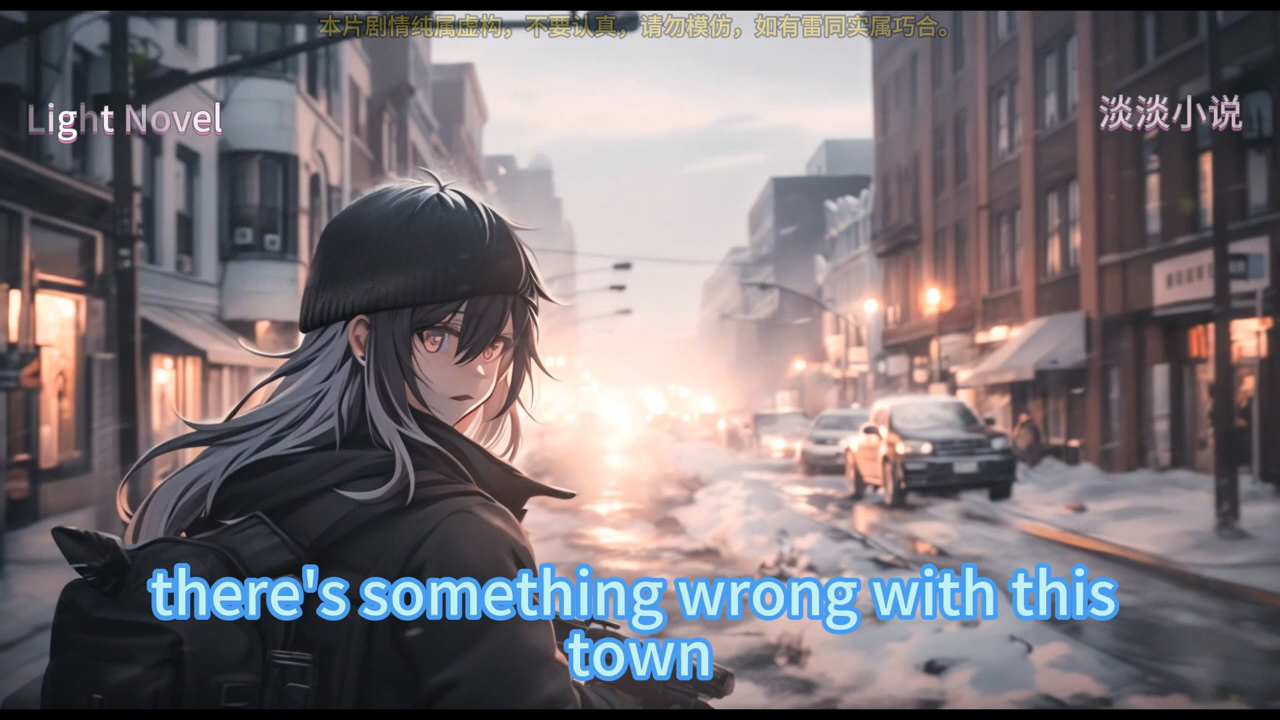 本片剧情纯属虚构，不要认真，请勿模仿，如有雷同实属巧合。
Light Novel
淡淡小说
there's something wrong with this
town